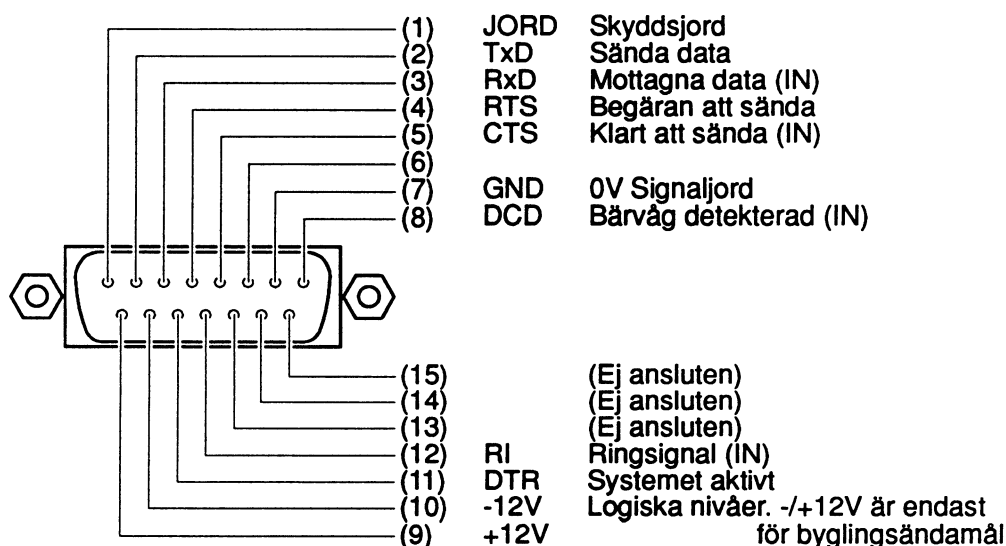 (1) JORD Skyddsjord
(2) TxD Sända data
(3) RxD Mottagna data (IN)
(4) RTS Begäran att sända
(5) CTS Klart att sända (IN)
(6)
(7) GND 0V Signaljord
(8) DCD Bärvåg detekterad (IN)
(15) (Ej ansluten)
(14) (Ej ansluten)
(13) (Ej ansluten)
(12) RI Ringsignal (IN)
(11) DTR Systemet aktivt
(10) -12V Logiska nivåer. -/+12V är endast
(9) +12V för byglingsändamål